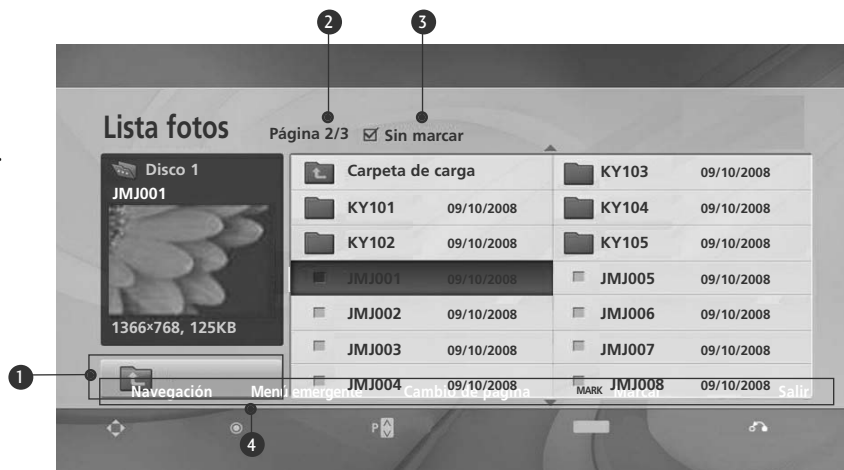 2 3
Lista fotos Página 2/3 Sin marcar
Disco 1
JMJ001
1366×768, 125KB
Carpeta de carga
KY101 09/10/2008
KY102 09/10/2008
JMJ001 09/10/2008
JMJ002 09/10/2008
JMJ003 09/10/2008
JMJ004 09/10/2008
KY103 09/10/2008
KY104 09/10/2008
KY105 09/10/2008
JMJ005 09/10/2008
JMJ006 09/10/2008
JMJ007 09/10/2008
JMJ008 09/10/2008
1
Navegación Menú emergente Cambio de página MARK Marcar Salir
P
4